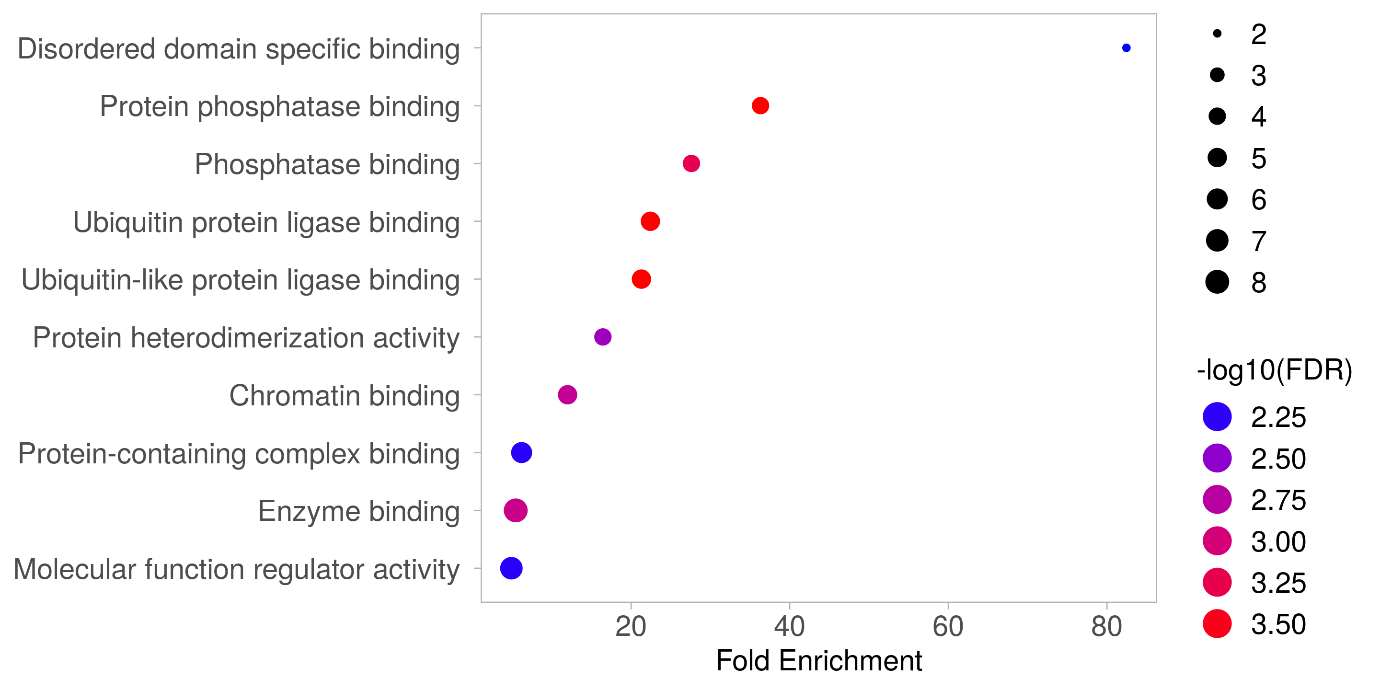 Disordered domain specific binding
Protein phosphatase binding
Phosphatase binding
Ubiquitin protein ligase binding
Ubiquitin-like protein ligase binding
Protein heterodimerization activity
Chromatin binding
Protein-containing complex binding
Enzyme binding
Molecular function regulator activity
20 40 60 80
Fold Enrichment
2
3
4
5
6
7
8
-log10(FDR)
2.25
2.50
2.75
3.00
3.25
3.50